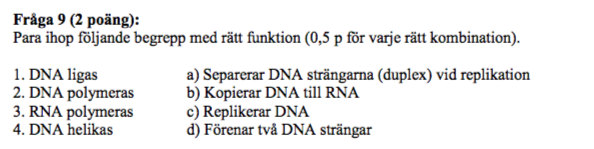 Fråga 9 (2 poäng):
Para ihop följande begrepp med rätt funktion (0,5 p för varje rätt kombination).
1. DNA ligas a) Separerar DNA strängarna (duplex) vid replikation
2. DNA polymeras b) Kopierar DNA till RNA
3. RNA polymeras c) Replikerar DNA
4. DNA helikas d) Förenar två DNA strängar